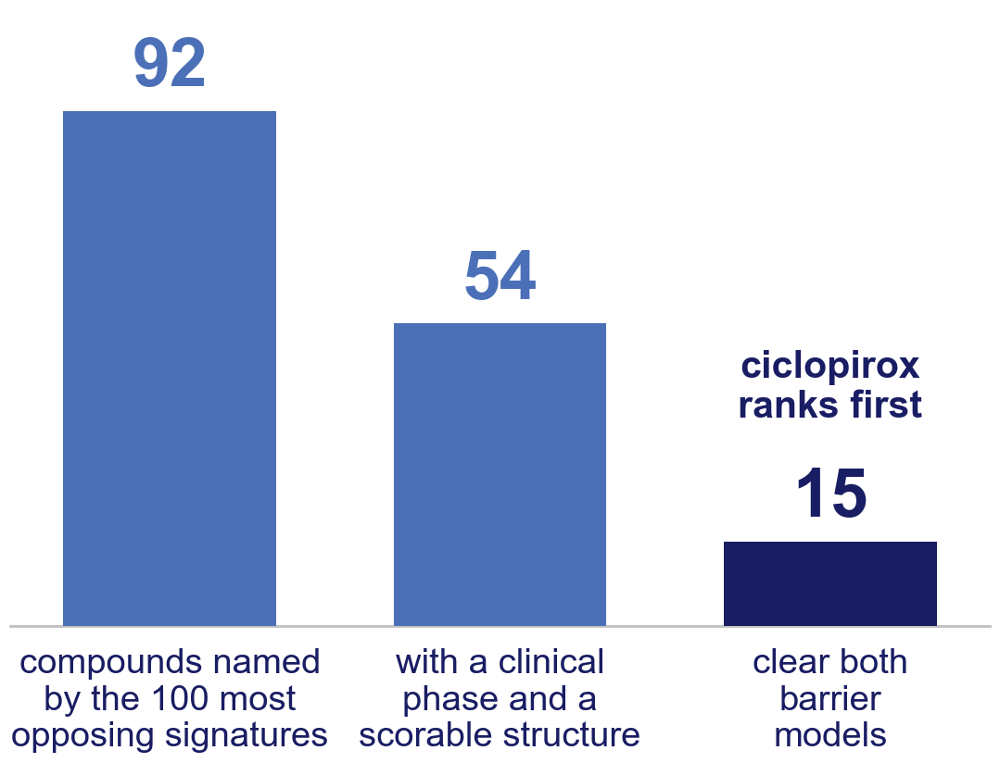 92
compounds named
by the 100 most
opposing signatures
54
with a clinical
phase and a
scorable structure
ciclopirox
ranks first
15
clear both
barrier
models